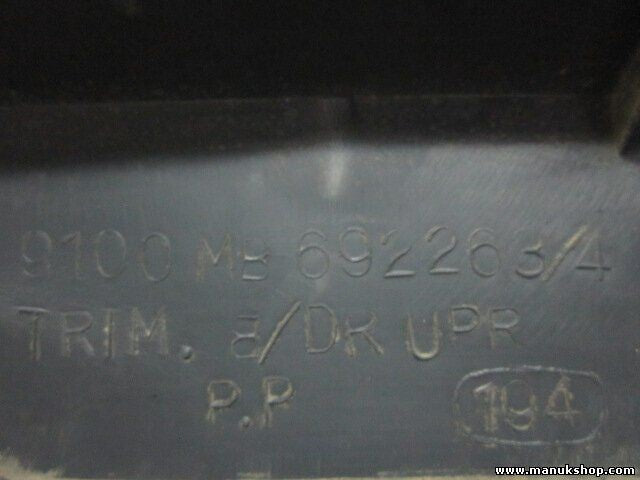 9100 MB 692263/4
TRIM. B/DR UPR
P.P 194
www.manukshop.com